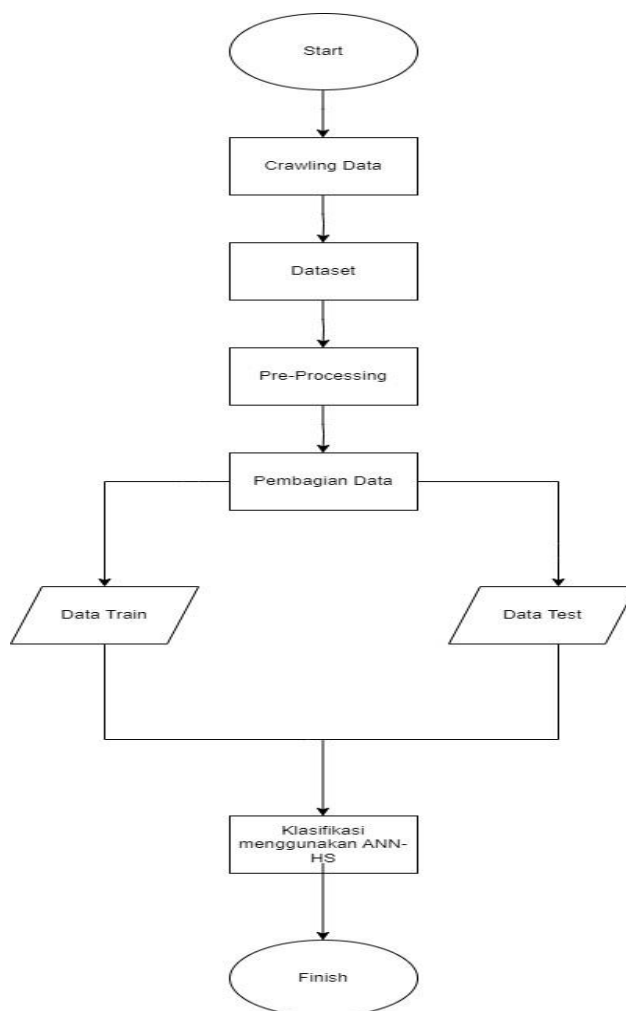 Start
Crawling Data
Dataset
Pre-Processing
Pembagian Data
Data Train
Data Test
Klasifikasi
menggunakan ANN-
HS
Finish